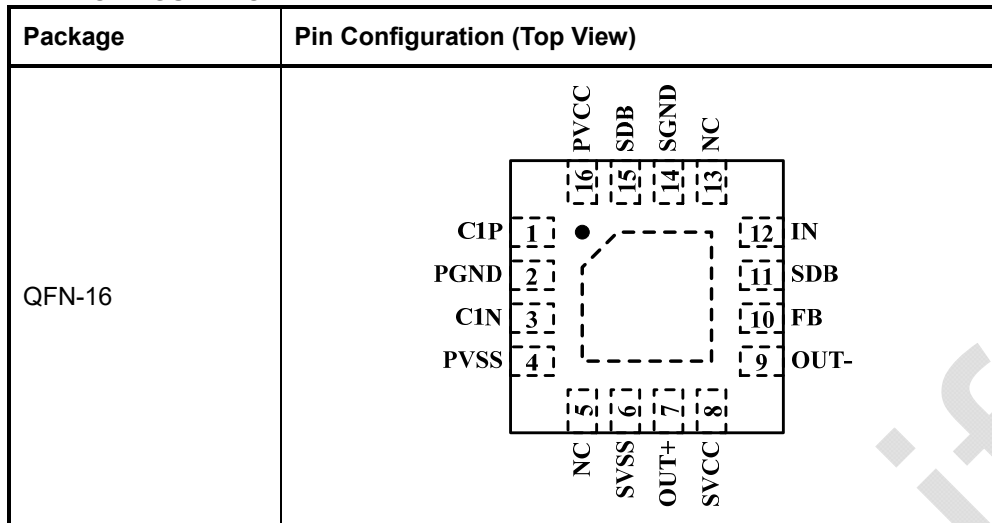 Package
Pin Configuration (Top View)
QFN-16
PVCC
SDB
SGND
NC
16
15
14
13
C1P 1
PGND 2
C1N 3
PVSS 4
12 IN
11 SDB
10 FB
9 OUT-
5
6
7
8
NC
SVSS
OUT+
SVCC